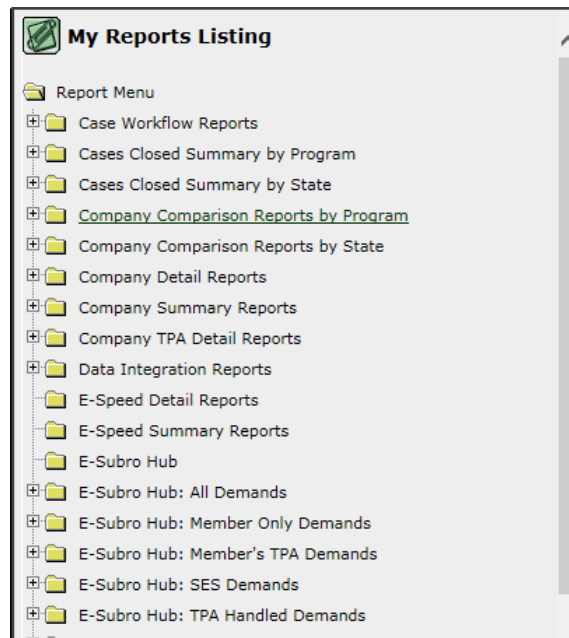 My Reports Listing
Report Menu
Case Workflow Reports
Cases Closed Summary by Program
Cases Closed Summary by State
Company Comparison Reports by Program
Company Comparison Reports by State
Company Detail Reports
Company Summary Reports
Company TPA Detail Reports
Data Integration Reports
E-Speed Detail Reports
E-Speed Summary Reports
E-Subro Hub
E-Subro Hub: All Demands
E-Subro Hub: Member Only Demands
E-Subro Hub: Member's TPA Demands
E-Subro Hub: SES Demands
E-Subro Hub: TPA Handled Demands